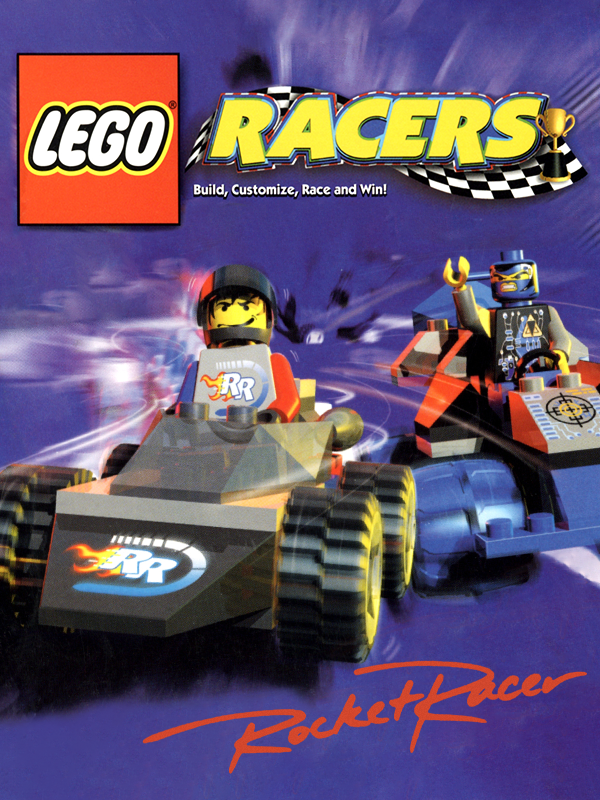 LEGO®
RACERS
Build, Customize, Race and Win!
RR
RR
Rocket Racer